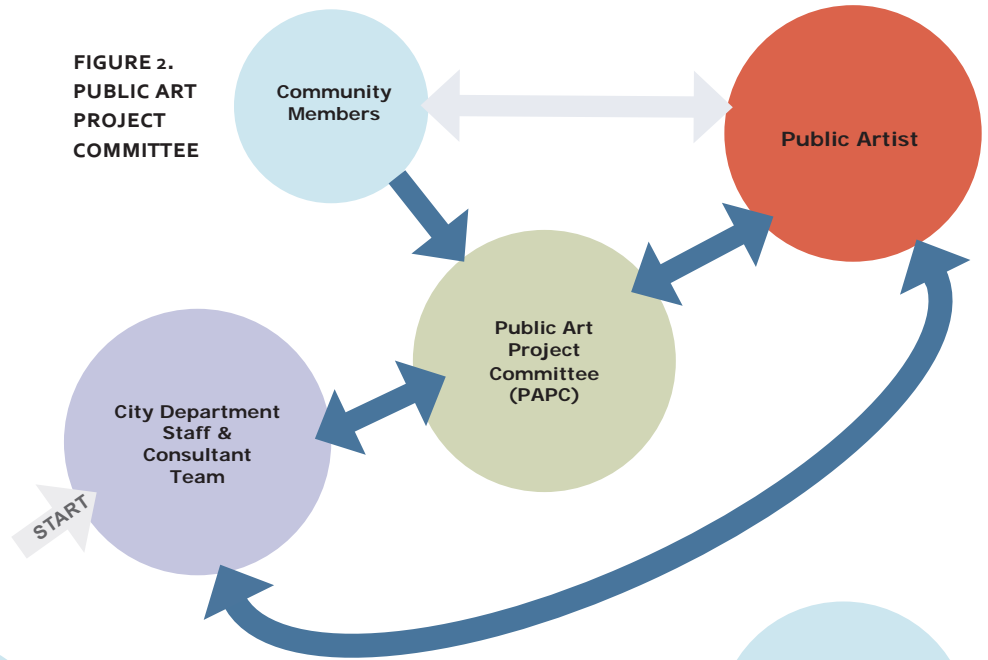 FIGURE 2.
PUBLIC ART
PROJECT
COMMITTEE
Community
Members
Public Artist
Public Art
Project
Committee
(PAPC)
City Department
Staff &
Consultant
Team
START